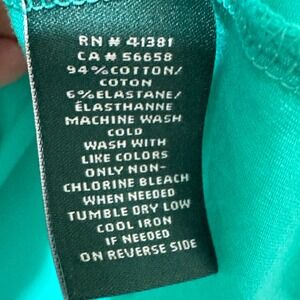 RN # 41381
CA # 56658
94%COTTON/
COTON
6%ELASTANE/
ÉLASTHANNE
MACHINE WASH
COLD
WASH WITH
LIKE COLORS
ONLY NON-
CHLORINE BLEACH
WHEN NEEDED
TUMBLE DRY LOW
COOL IRON
IF NEEDED
ON REVERSE SIDE